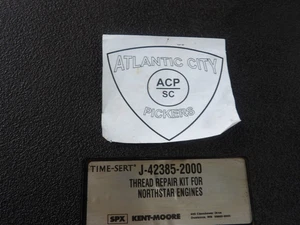 ATLANTIC CITY
ACP
SC
PICKERS
TIME-SERT® J-42385-2000
THREAD REPAIR KIT FOR
NORTHSTAR ENGINES
SPX KENT-MOORE